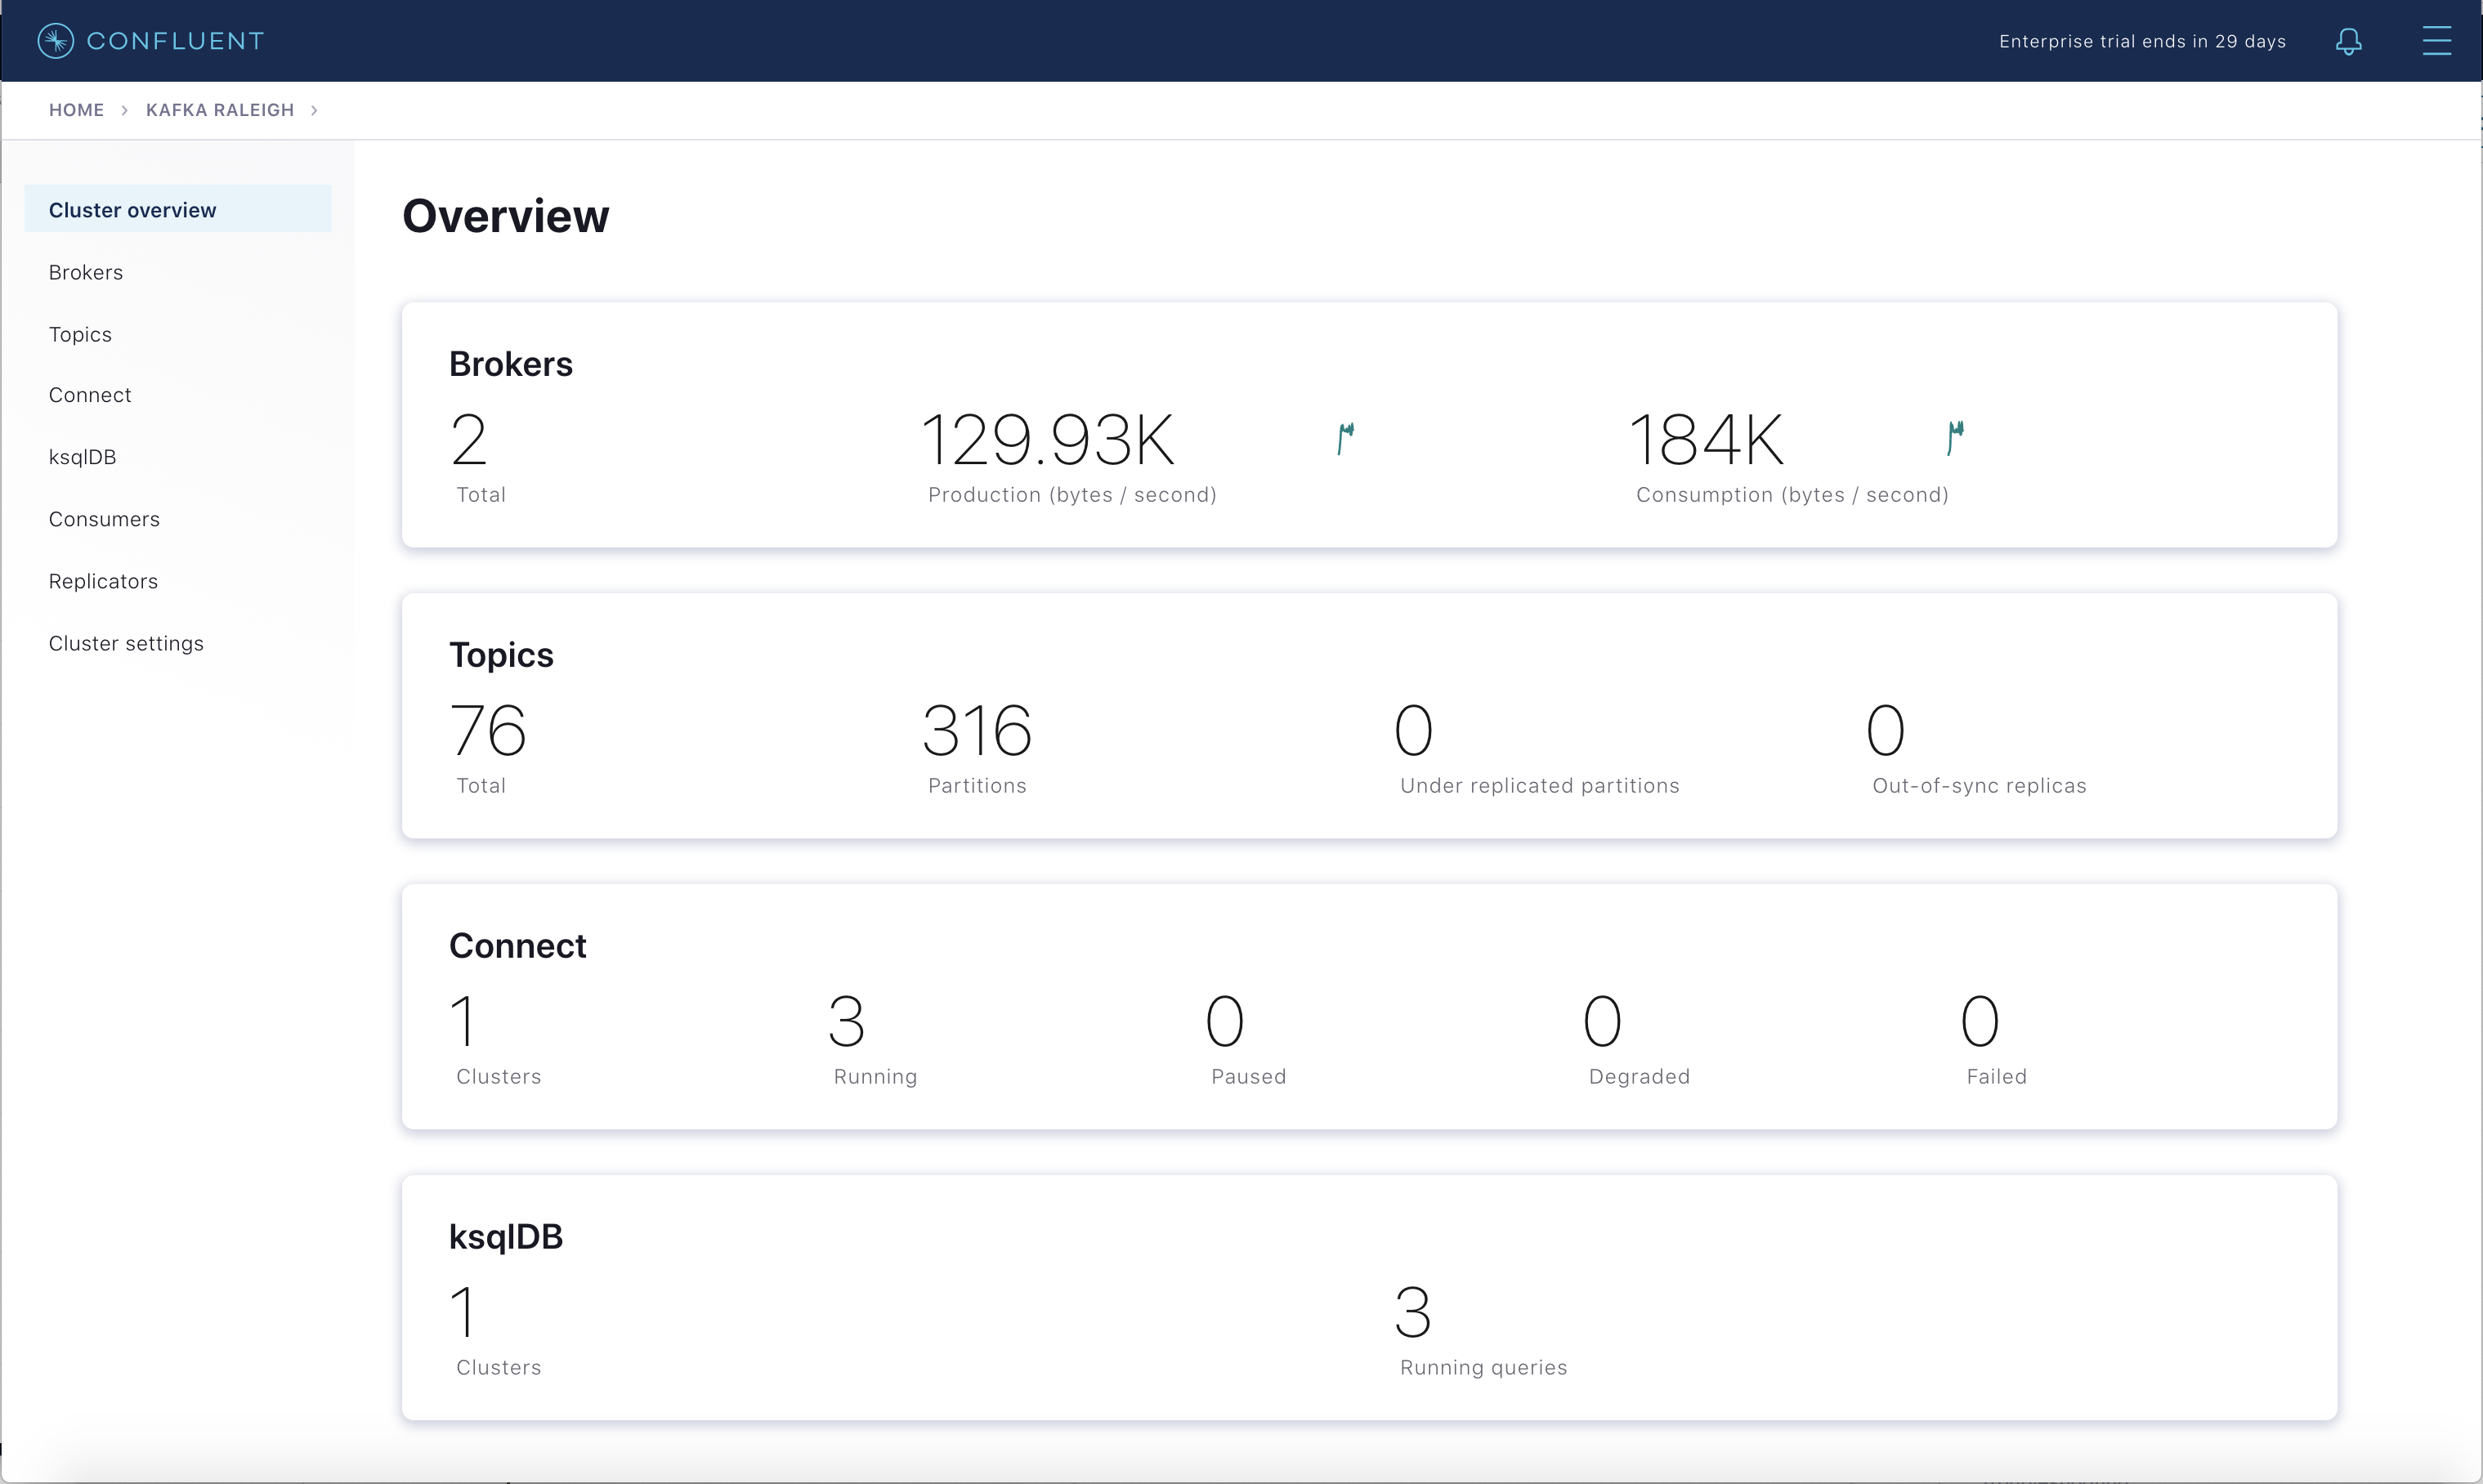 CONFLUENT
Enterprise trial ends in 29 days
HOME > KAFKA RALEIGH >
Cluster overview
Brokers
Topics
Connect
ksqlDB
Consumers
Replicators
Cluster settings
Overview
Brokers
2 129.93K 184K
Total Production (bytes / second) Consumption (bytes / second)
Topics
76 316 0 0
Total Partitions Under replicated partitions Out-of-sync replicas
Connect
1 3 0 0 0
Clusters Running Paused Degraded Failed
ksqlDB
1 3
Clusters Running queries